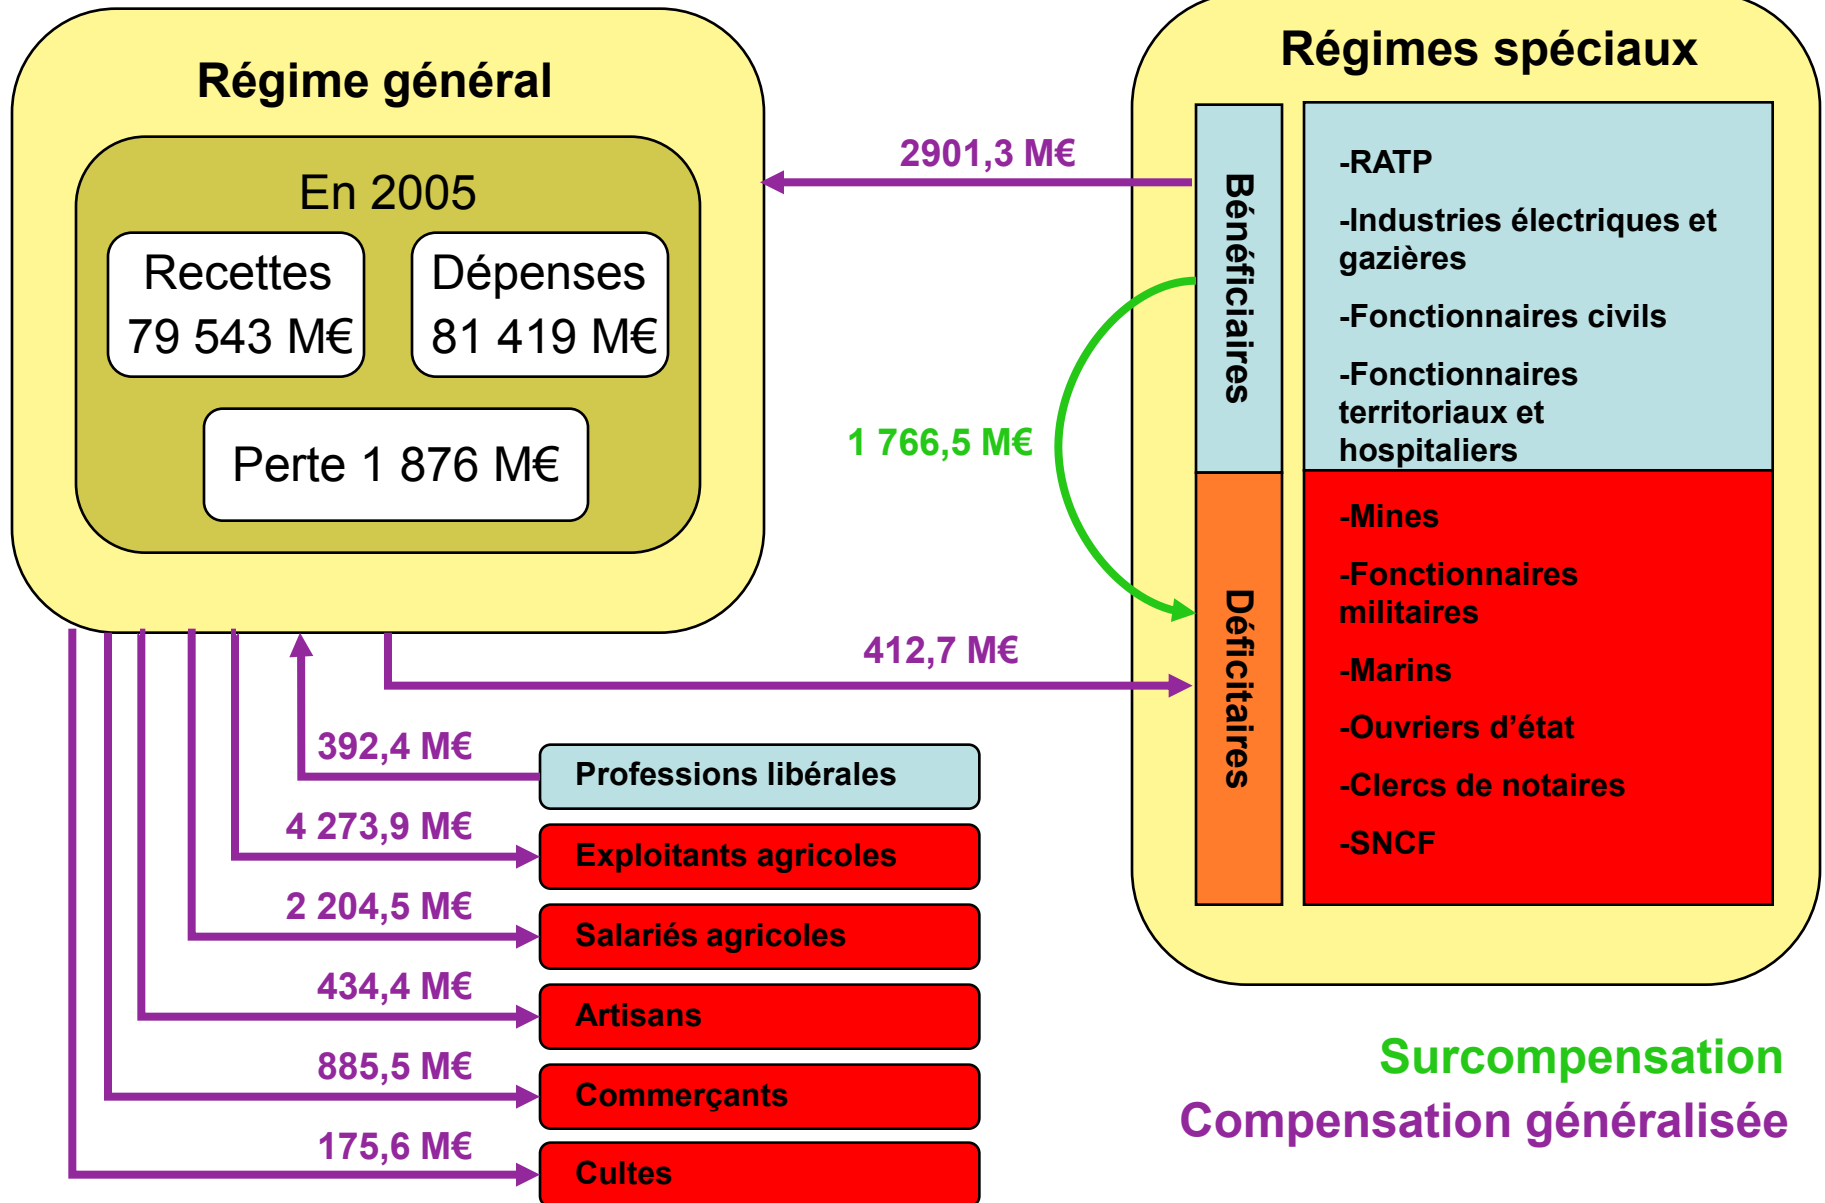 Régime général
En 2005
Recettes
79 543 M€
Dépenses
81 419 M€
Perte 1 876 M€
2901,3 M€
1 766,5 M€
412,7 M€
Régimes spéciaux
Bénéficiaires
-RATP
-Industries électriques et
gazières
-Fonctionnaires civils
-Fonctionnaires
territoriaux et
hospitaliers
Déficitaires
-Mines
-Fonctionnaires
militaires
-Marins
-Ouvriers d’état
-Clercs de notaires
-SNCF
392,4 M€
Professions libérales
4 273,9 M€
Exploitants agricoles
2 204,5 M€
Salariés agricoles
434,4 M€
Artisans
885,5 M€
Commerçants
175,6 M€
Cultes
Surcompensation
Compensation généralisée